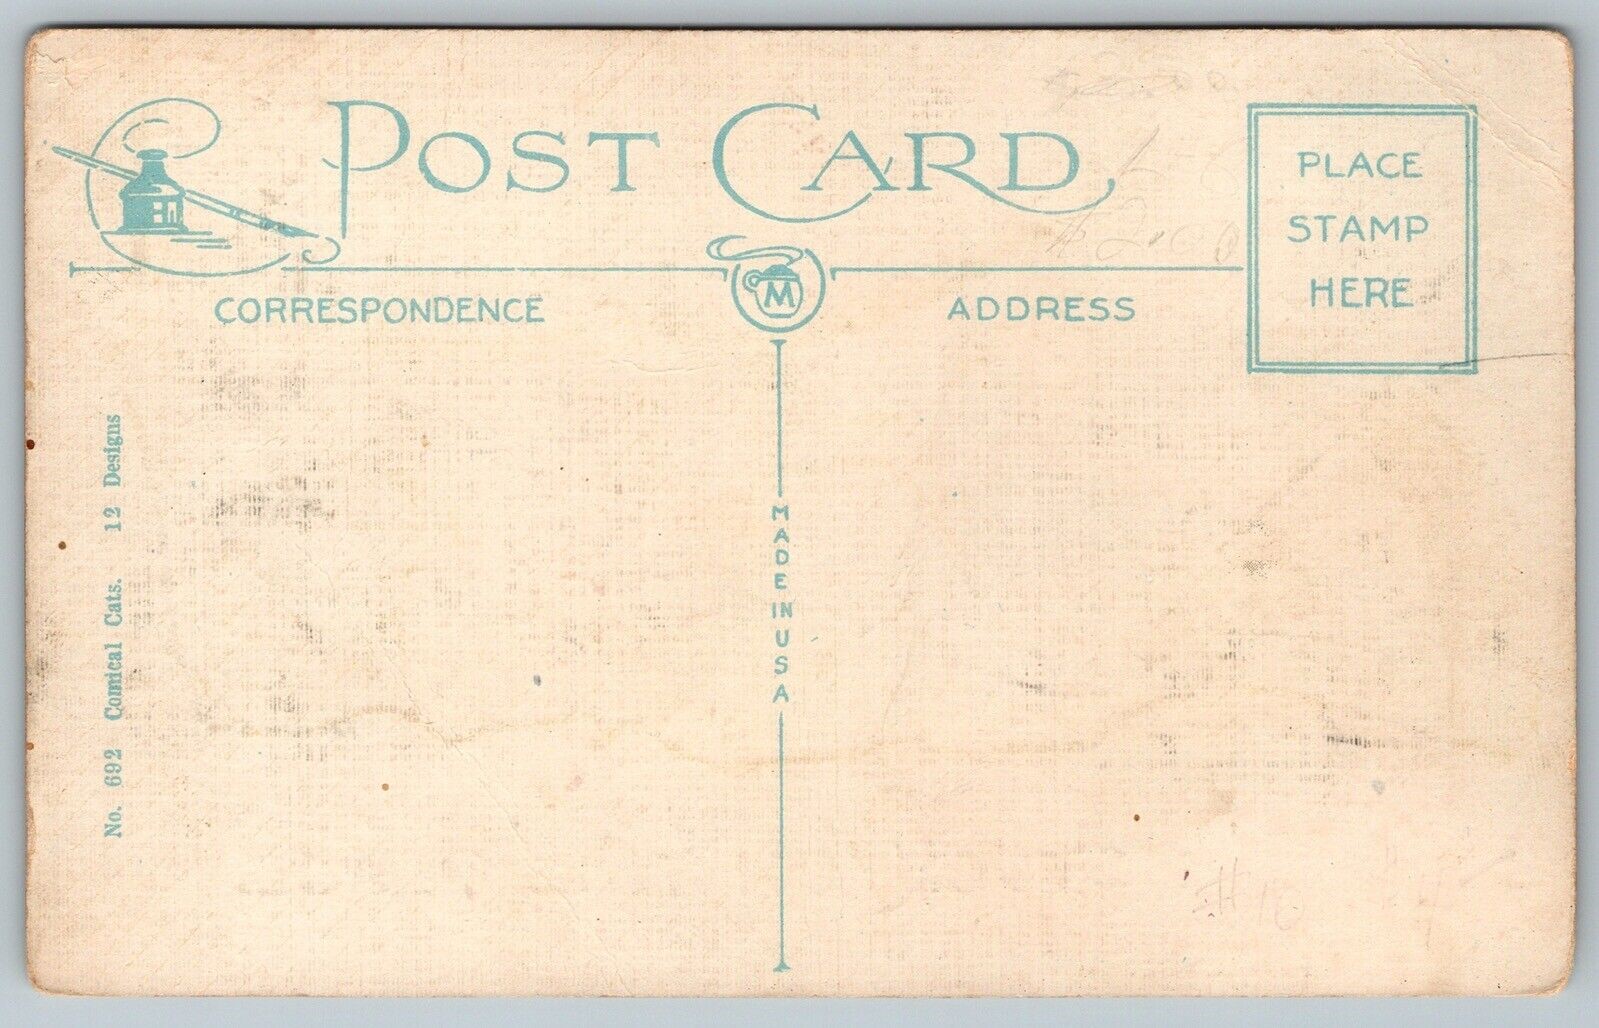 POST CARD
PLACE
STAMP
HERE
M
CORRESPONDENCE
ADDRESS
MADE IN USA
No. 692 Comical Cats. 12 Designs